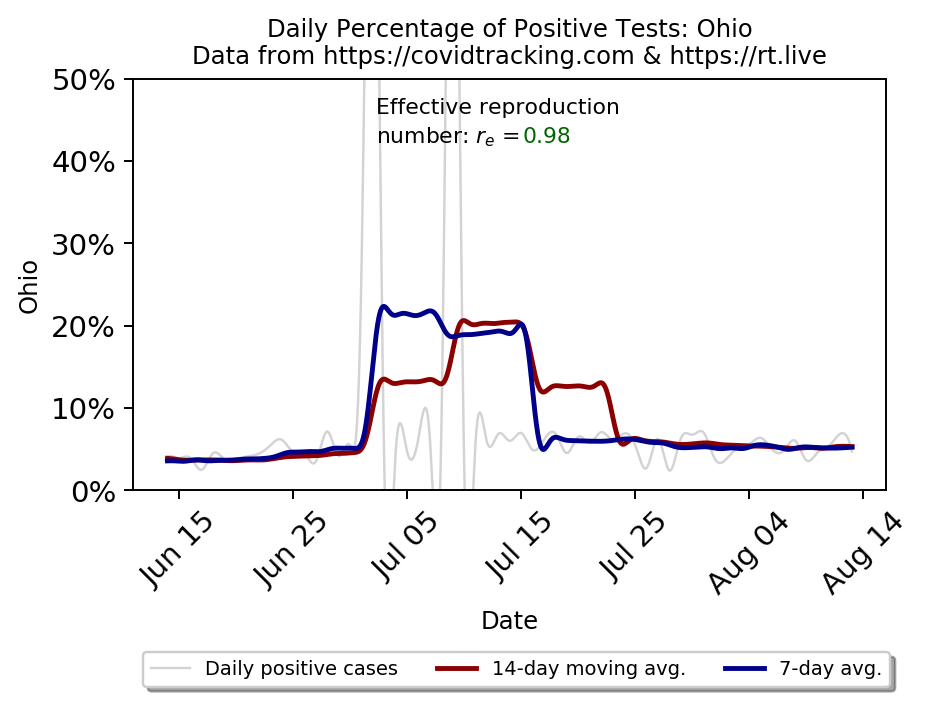 Daily Percentage of Positive Tests: Ohio
Data from https://covidtracking.com & https://rt.live
50%
40%
30%
20%
10%
0%
Ohio
Effective reproduction
number: rₑ =0.98
Jun 15
Jun 25
Jul 05
Jul 15
Jul 25
Aug 04
Aug 14
Date
Daily positive cases
14-day moving avg.
7-day avg.